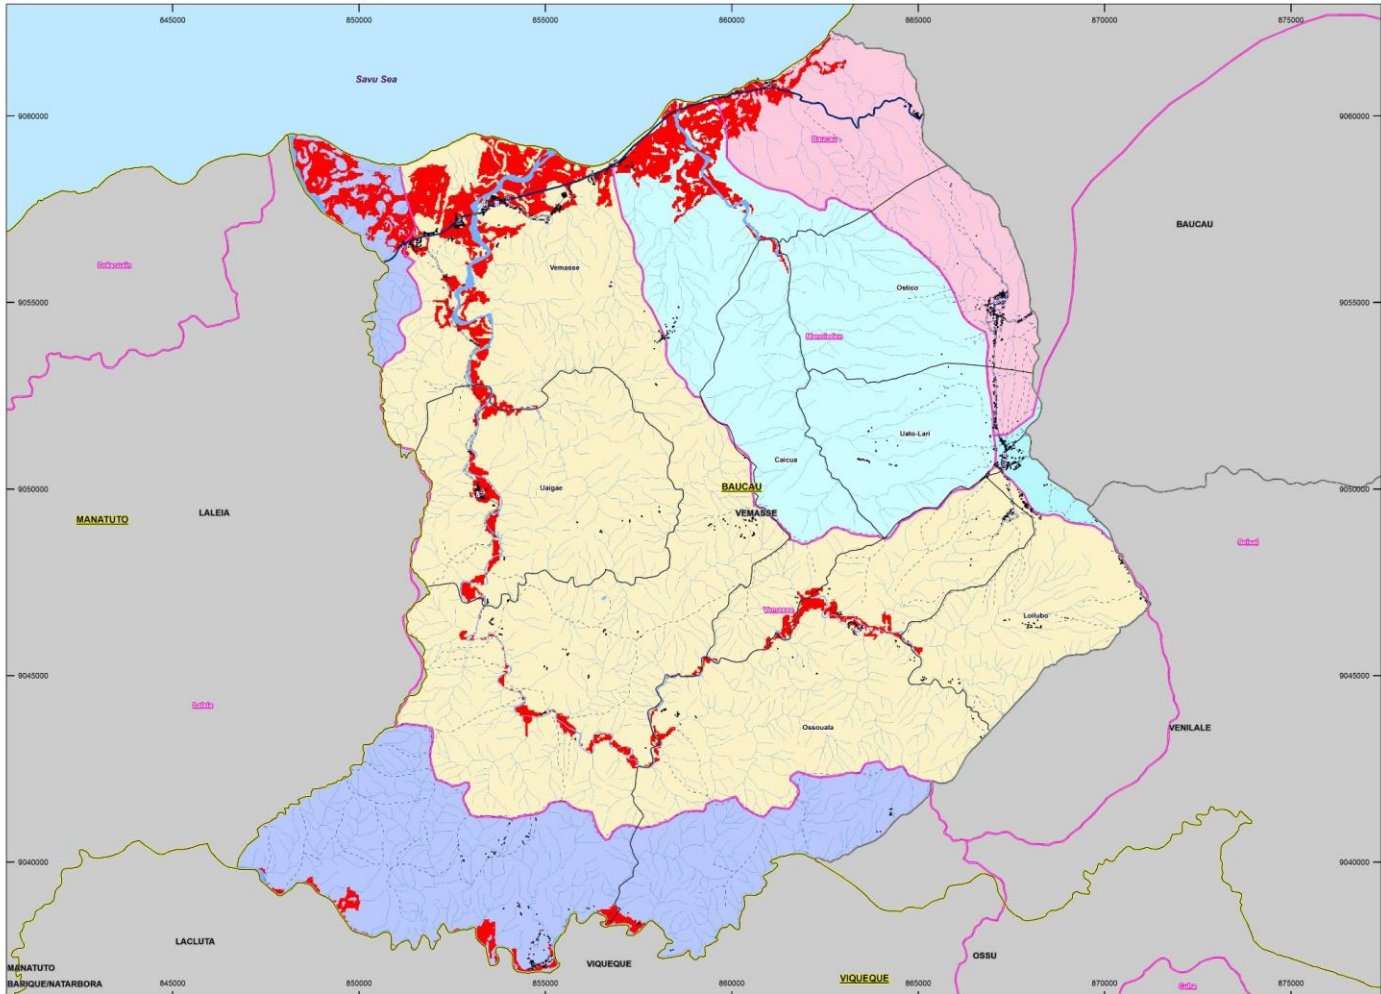 845000 850000 855000 860000 865000 870000 875000
Savu Sea
9060000 9060000
Baucau
BAUCAU
Vemasse
Ostico
9055000 9055000
Uato-Lari
Caicua
Uaigae
BAUCAU
9050000 9050000
MANATUTO
LALEIA
VEMASSE
Seisal
Vemasse
Loilubo
9045000 9045000
Laleia
Ossouala
VENILALE
9040000 9040000
LACLUTA
OSSU
VIQUEQUE
MANATUTO
VIQUEQUE
BARIQUE/NATARBORA
Cuha
845000 850000 855000 860000 865000 870000 875000